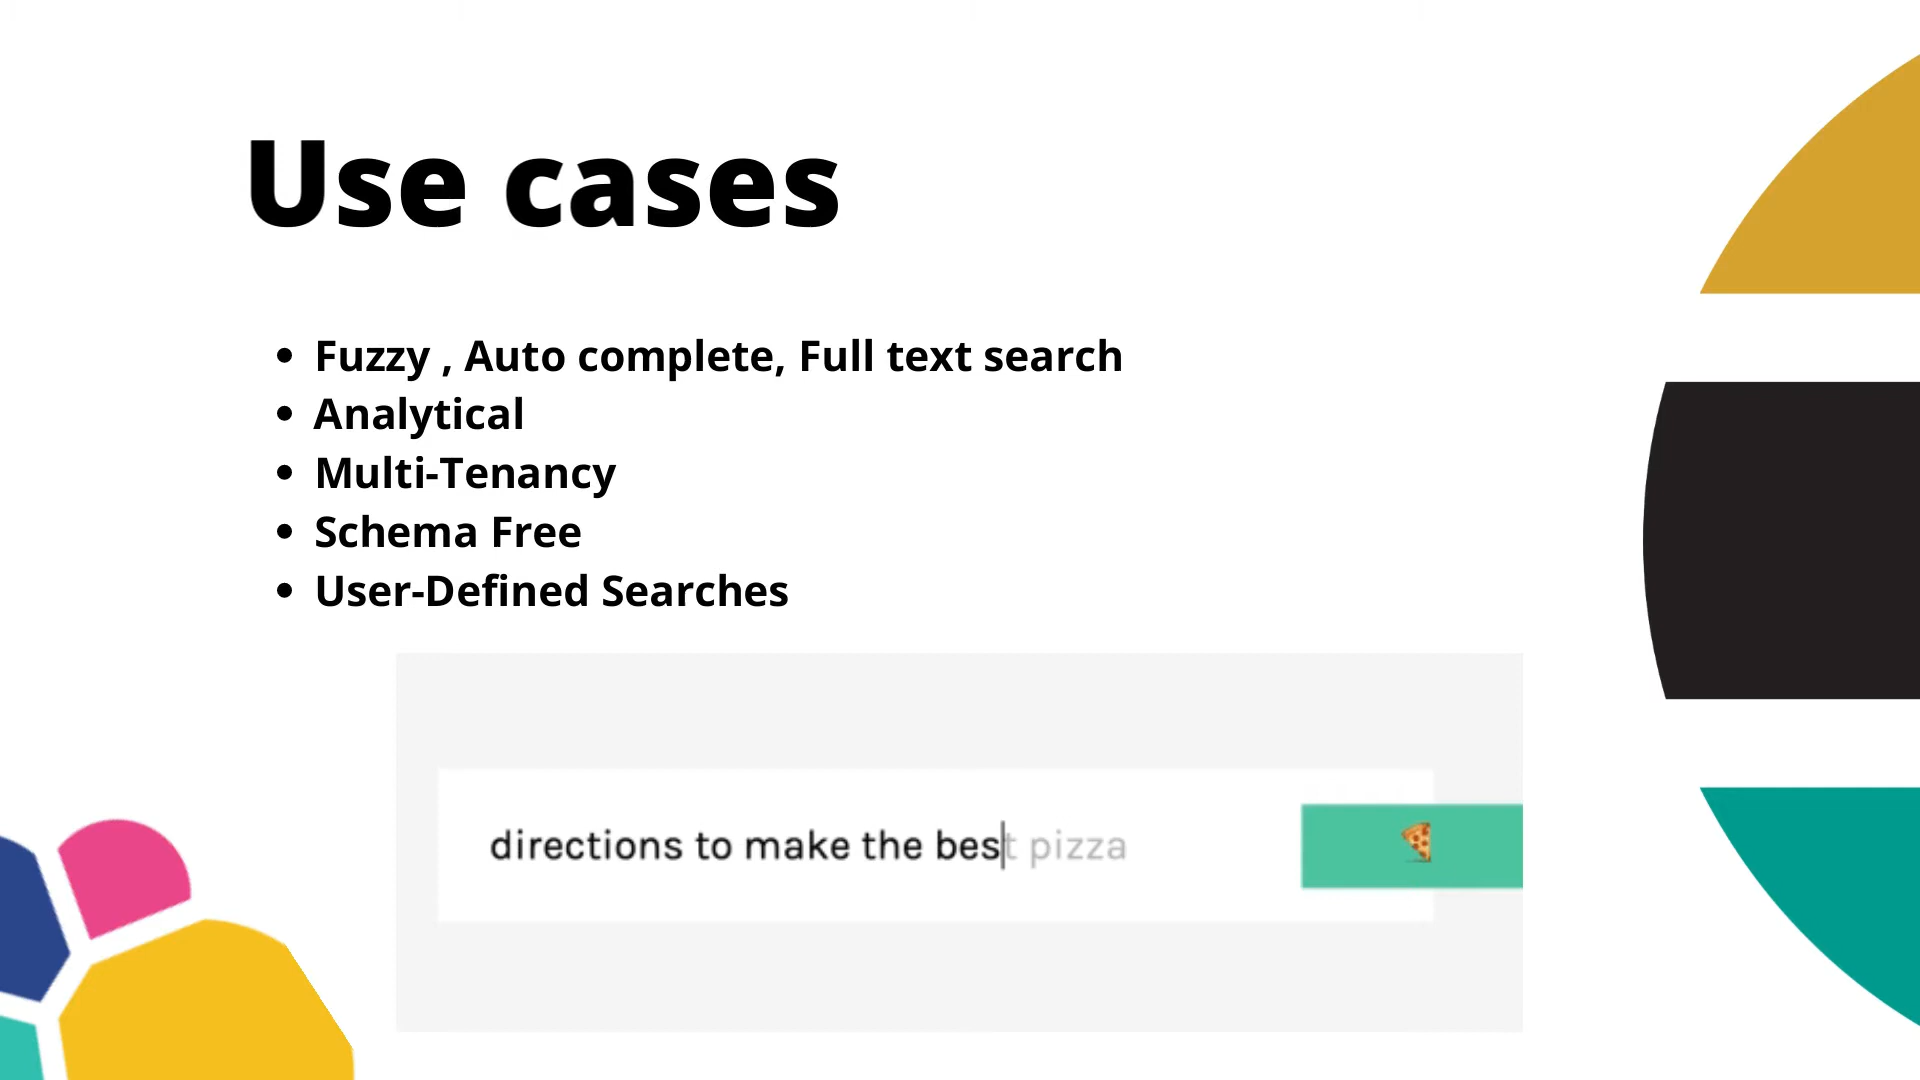 Use cases
• Fuzzy , Auto complete, Full text search
• Analytical
• Multi-Tenancy
• Schema Free
• User-Defined Searches
directions to make the best pizza